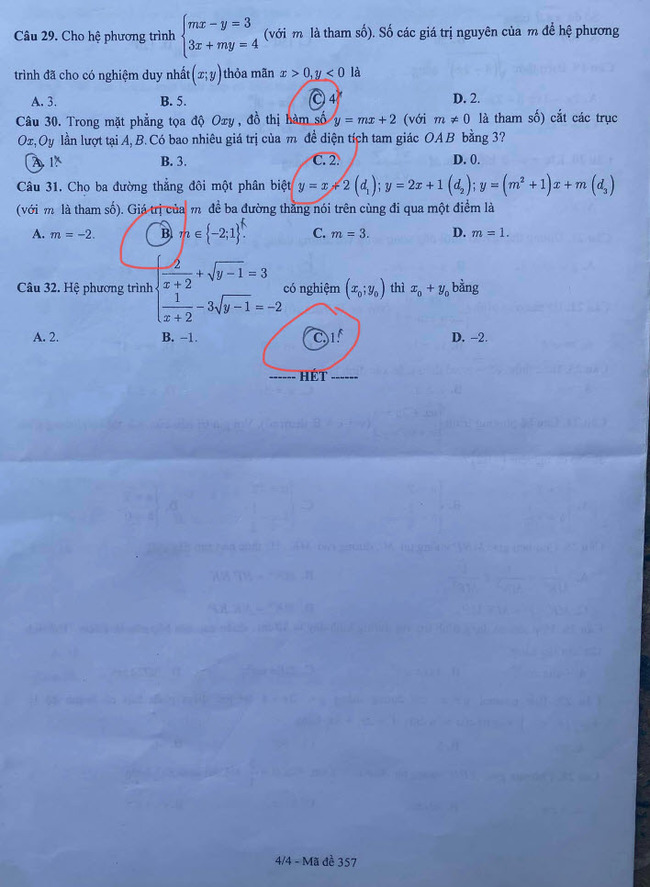 Câu 29. Cho hệ phương trình { mx − y = 3 ; 3x + my = 4 (với m là tham số). Số các giá trị nguyên của m để hệ phương
trình đã cho có nghiệm duy nhất (x; y) thỏa mãn x > 0, y < 0 là
A. 3. B. 5. C. 4. D. 2.
Câu 30. Trong mặt phẳng tọa độ Oxy, đồ thị hàm số y = mx + 2 (với m ≠ 0 là tham số) cắt các trục
Ox, Oy lần lượt tại A, B. Có bao nhiêu giá trị của m để diện tích tam giác OAB bằng 3?
A. 1. B. 3. C. 2. D. 0.
Câu 31. Cho ba đường thẳng đôi một phân biệt y = x + 2 (d₁); y = 2x + 1 (d₂); y = (m² + 1)x + m (d₃)
(với m là tham số). Giá trị của m để ba đường thẳng nói trên cùng đi qua một điểm là
A. m = −2. B. m ∈ {−2;1}. C. m = 3. D. m = 1.
Câu 32. Hệ phương trình { 2/(x + 2) + √(y − 1) = 3 ; 1/(x + 2) − 3√(y − 1) = −2 có nghiệm (x₀; y₀) thì x₀ + y₀ bằng
A. 2. B. −1. C. 1. D. −2.
------ HẾT ------
4/4 - Mã đề 357